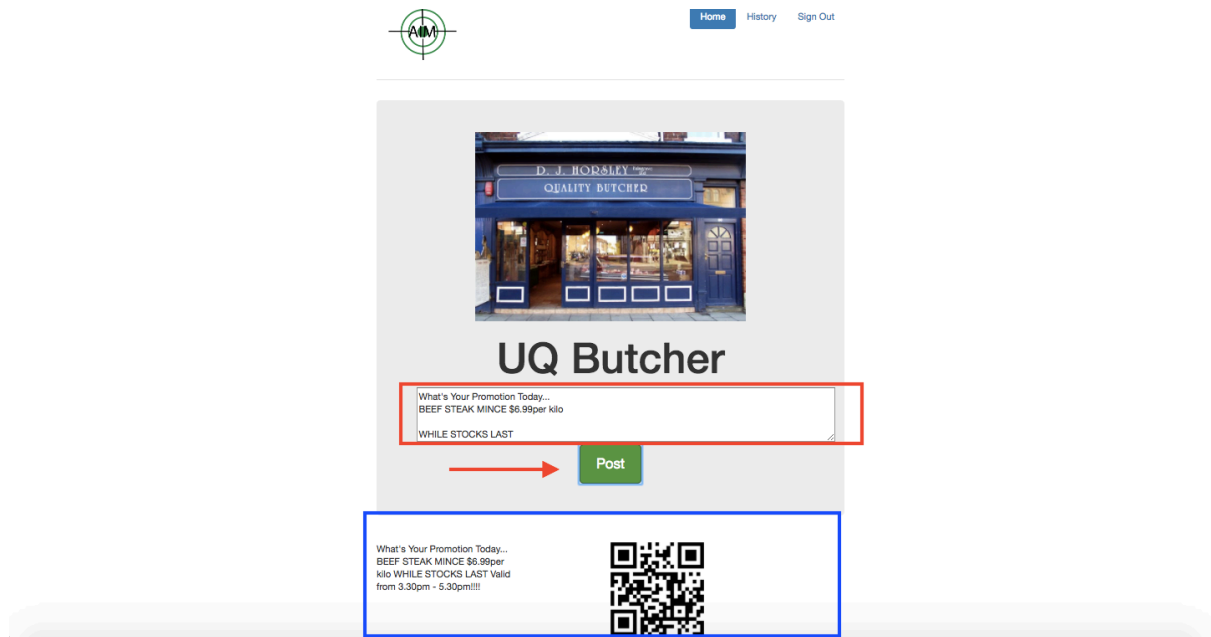 AIM
Home History Sign Out
D. J. HORSLEY
QUALITY BUTCHER
UQ Butcher
What's Your Promotion Today...
BEEF STEAK MINCE $6.99per kilo
WHILE STOCKS LAST
Post
What's Your Promotion Today...
BEEF STEAK MINCE $6.99per
kilo WHILE STOCKS LAST Valid
from 3.30pm - 5.30pm!!!!